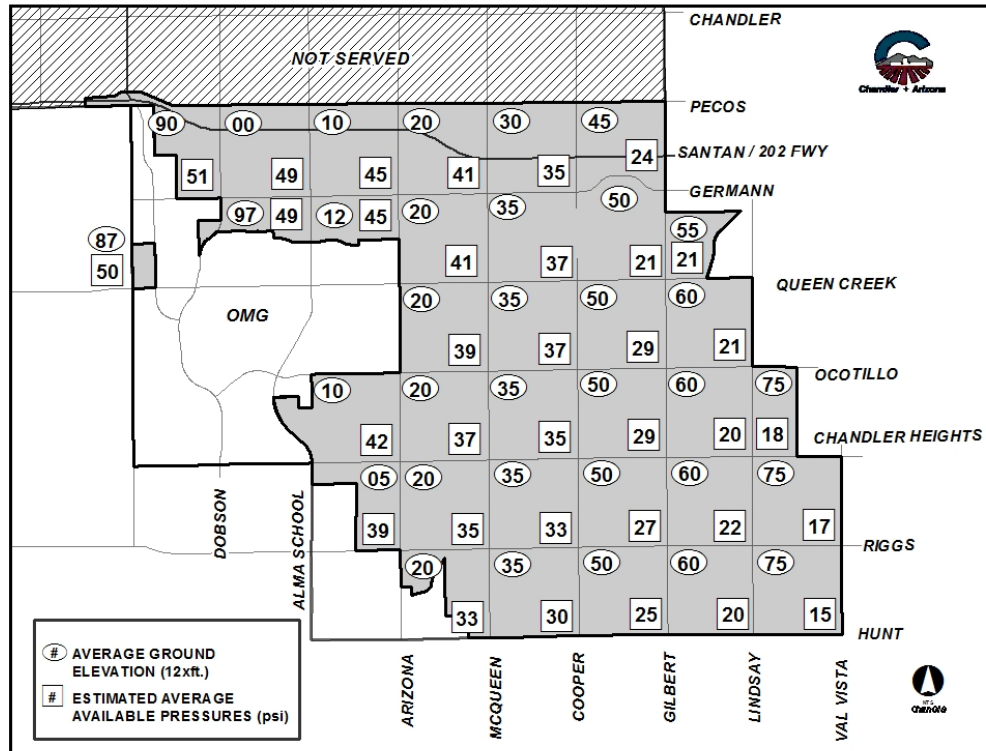 CHANDLER
NOT SERVED
Chandler + Arizona
PECOS
90 00 10 20 30 45
SANTAN / 202 FWY
51 49 45 41 35 24
GERMANN
97 49 12 45 20 35 50
55
87
50
41 37 21 21
QUEEN CREEK
20 35 50 60
OMG
39 37 29 21
OCOTILLO
10 20 35 50 60 75
42 37 35 29 20 18
CHANDLER HEIGHTS
05 20 35 50 60 75
39 35 33 27 22 17
RIGGS
20 35 50 60 75
33 30 25 20 15
HUNT
DOBSON
ALMA SCHOOL
ARIZONA
MCQUEEN
COOPER
GILBERT
LINDSAY
VAL VISTA
# AVERAGE GROUND
ELEVATION (12xft.)
# ESTIMATED AVERAGE
AVAILABLE PRESSURES (psi)